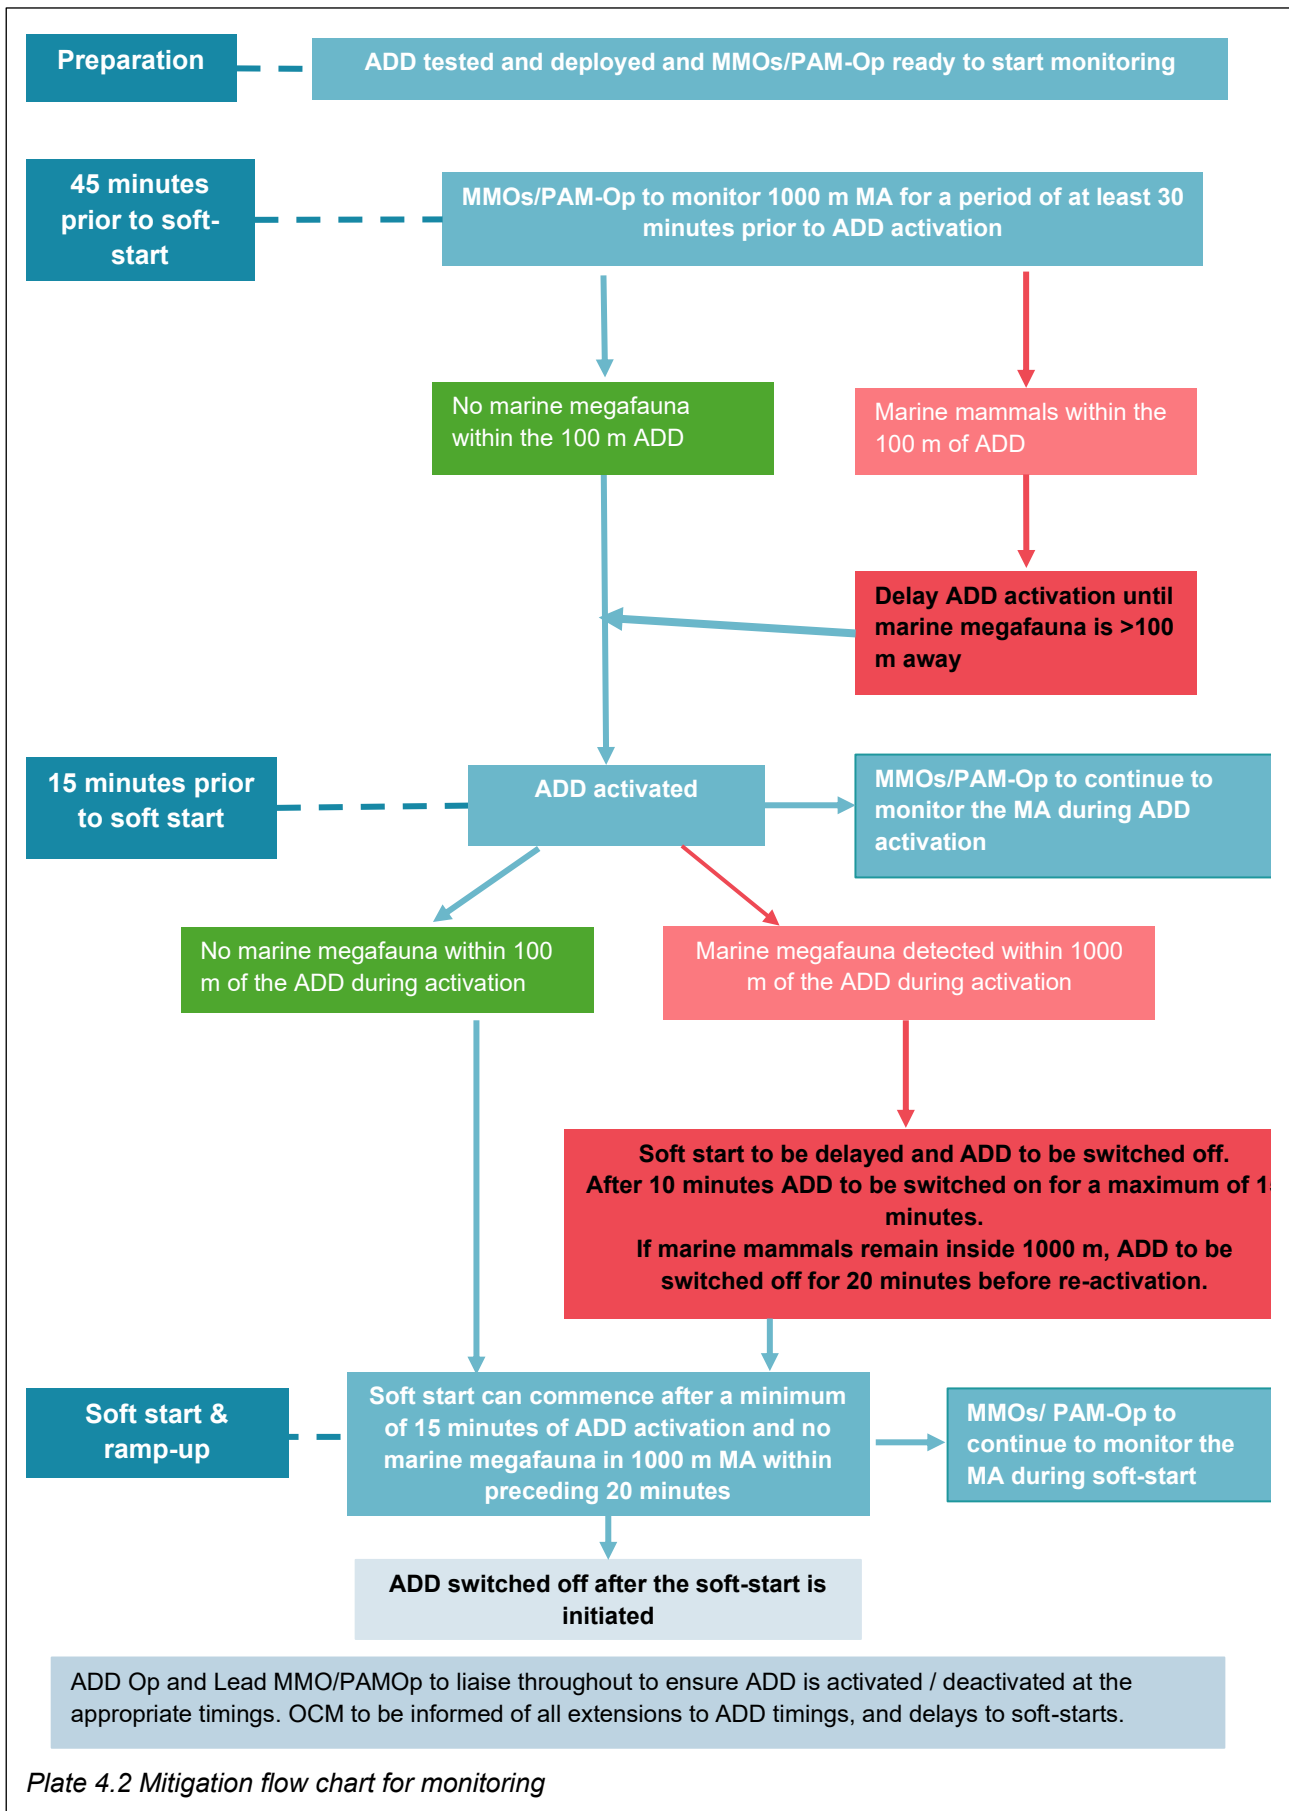 Preparation
ADD tested and deployed and MMOs/PAM-Op ready to start monitoring
45 minutes
prior to soft-
start
MMOs/PAM-Op to monitor 1000 m MA for a period of at least 30
minutes prior to ADD activation
No marine megafauna
within the 100 m ADD
Marine mammals within the
100 m of ADD
Delay ADD activation until
marine megafauna is >100
m away
15 minutes prior
to soft start
ADD activated
MMOs/PAM-Op to continue to
monitor the MA during ADD
activation
No marine megafauna within 100
m of the ADD during activation
Marine megafauna detected within 1000
m of the ADD during activation
Soft start to be delayed and ADD to be switched off.
After 10 minutes ADD to be switched on for a maximum of
minutes.
If marine mammals remain inside 1000 m, ADD to be
switched off for 20 minutes before re-activation.
Soft start &
ramp-up
Soft start can commence after a minimum
of 15 minutes of ADD activation and no
marine megafauna in 1000 m MA within
preceding 20 minutes
MMOs/ PAM-Op to
continue to monitor the
MA during soft-start
ADD switched off after the soft-start is
initiated
ADD Op and Lead MMO/PAMOp to liaise throughout to ensure ADD is activated / deactivated at the
appropriate timings. OCM to be informed of all extensions to ADD timings, and delays to soft-starts.
Plate 4.2 Mitigation flow chart for monitoring